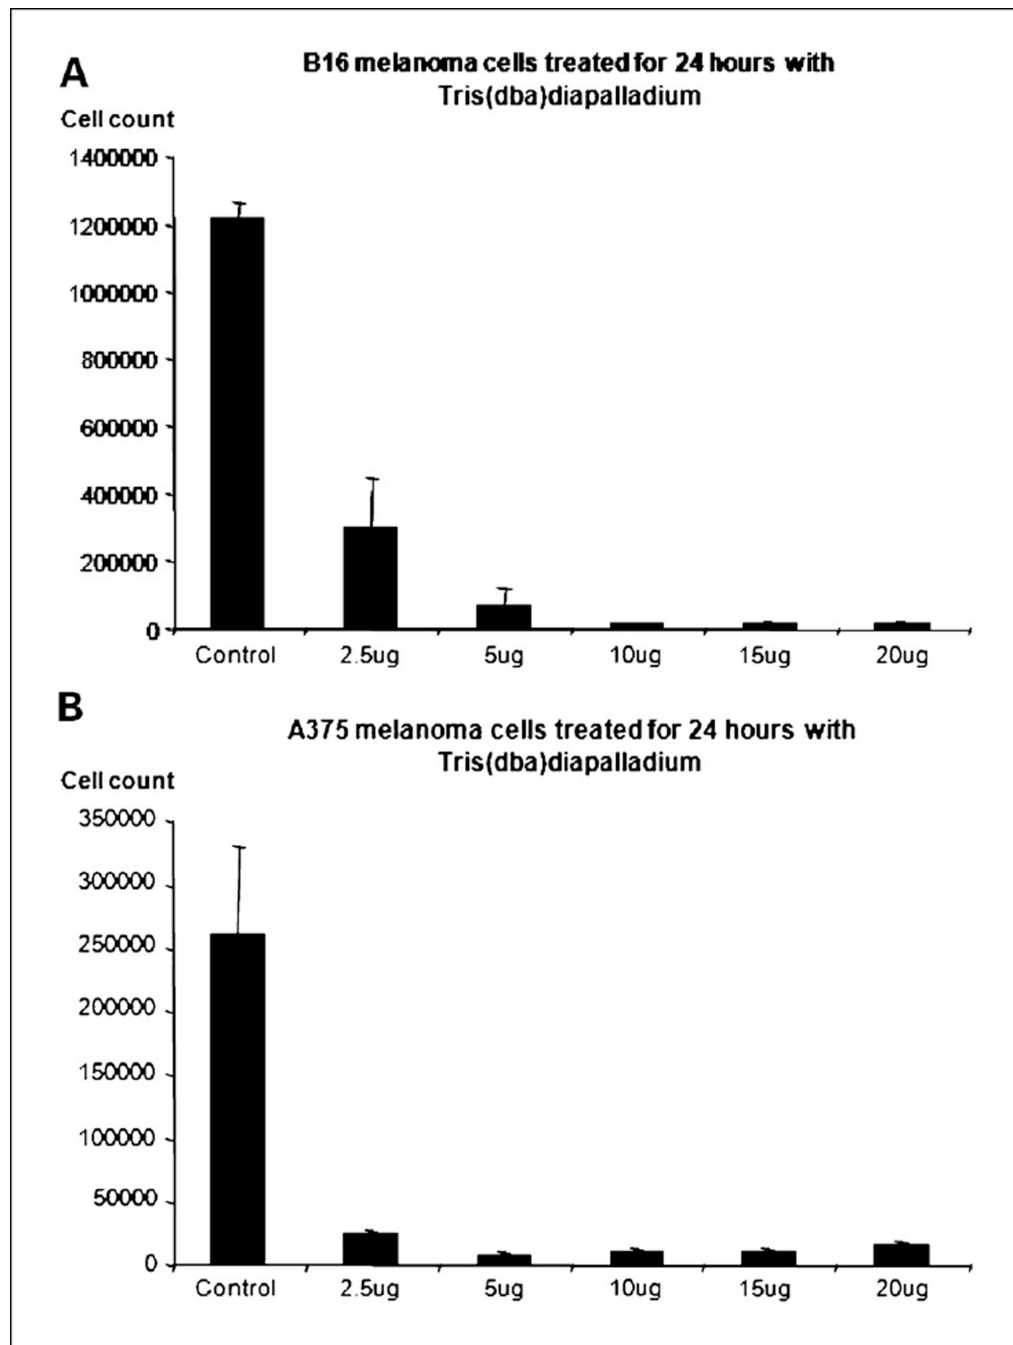 A
B16 melanoma cells treated for 24 hours with
Tris(dba)diapalladium
Cell count
1400000
1200000
1000000
800000
600000
400000
200000
0
Control 2.5ug 5ug 10ug 15ug 20ug
B
A375 melanoma cells treated for 24 hours with
Tris(dba)diapalladium
Cell count
350000
300000
250000
200000
150000
100000
50000
0
Control 2.5ug 5ug 10ug 15ug 20ug